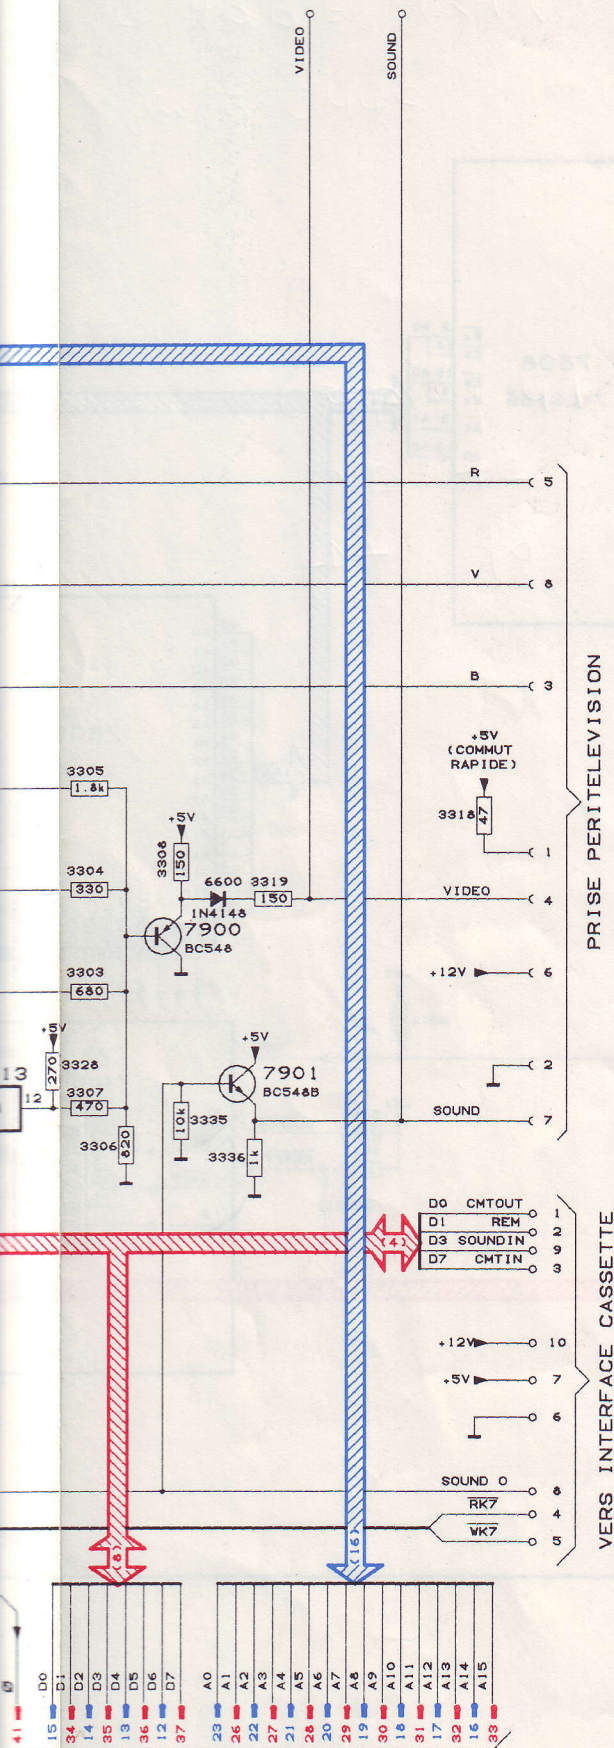 VIDEO
SOUND
R 5
V 8
B 3
+5V
(COMMUT
RAPIDE)
3318
47
1
3305
1.8k
+5V
3308
150
3304
330
6600 3319
150
1N4148
7900
BC548
VIDEO 4
3303
680
+12V 6
+5V
270
3328
13
12
3307
470
3306
820
+5V
7901
BC548B
10k
3335
3336
1k
2
SOUND 7
PRISE PERITELEVISION
D0 CMTOUT 1
D1 REM 2
D3 SOUNDIN 9
D7 CMTIN 3
(4)
+12V 10
+5V 7
6
SOUND O 8
RK7 4
WK7 5
VERS INTERFACE CASSETTE
(8)
(16)
Ø
D0
D1
D2
D3
D4
D5
D6
D7
A0
A1
A2
A3
A4
A5
A6
A7
A8
A9
A10
A11
A12
A13
A14
A15
41
15
34
14
35
13
36
12
37
23
26
22
27
21
28
20
29
19
30
18
31
17
32
16
33